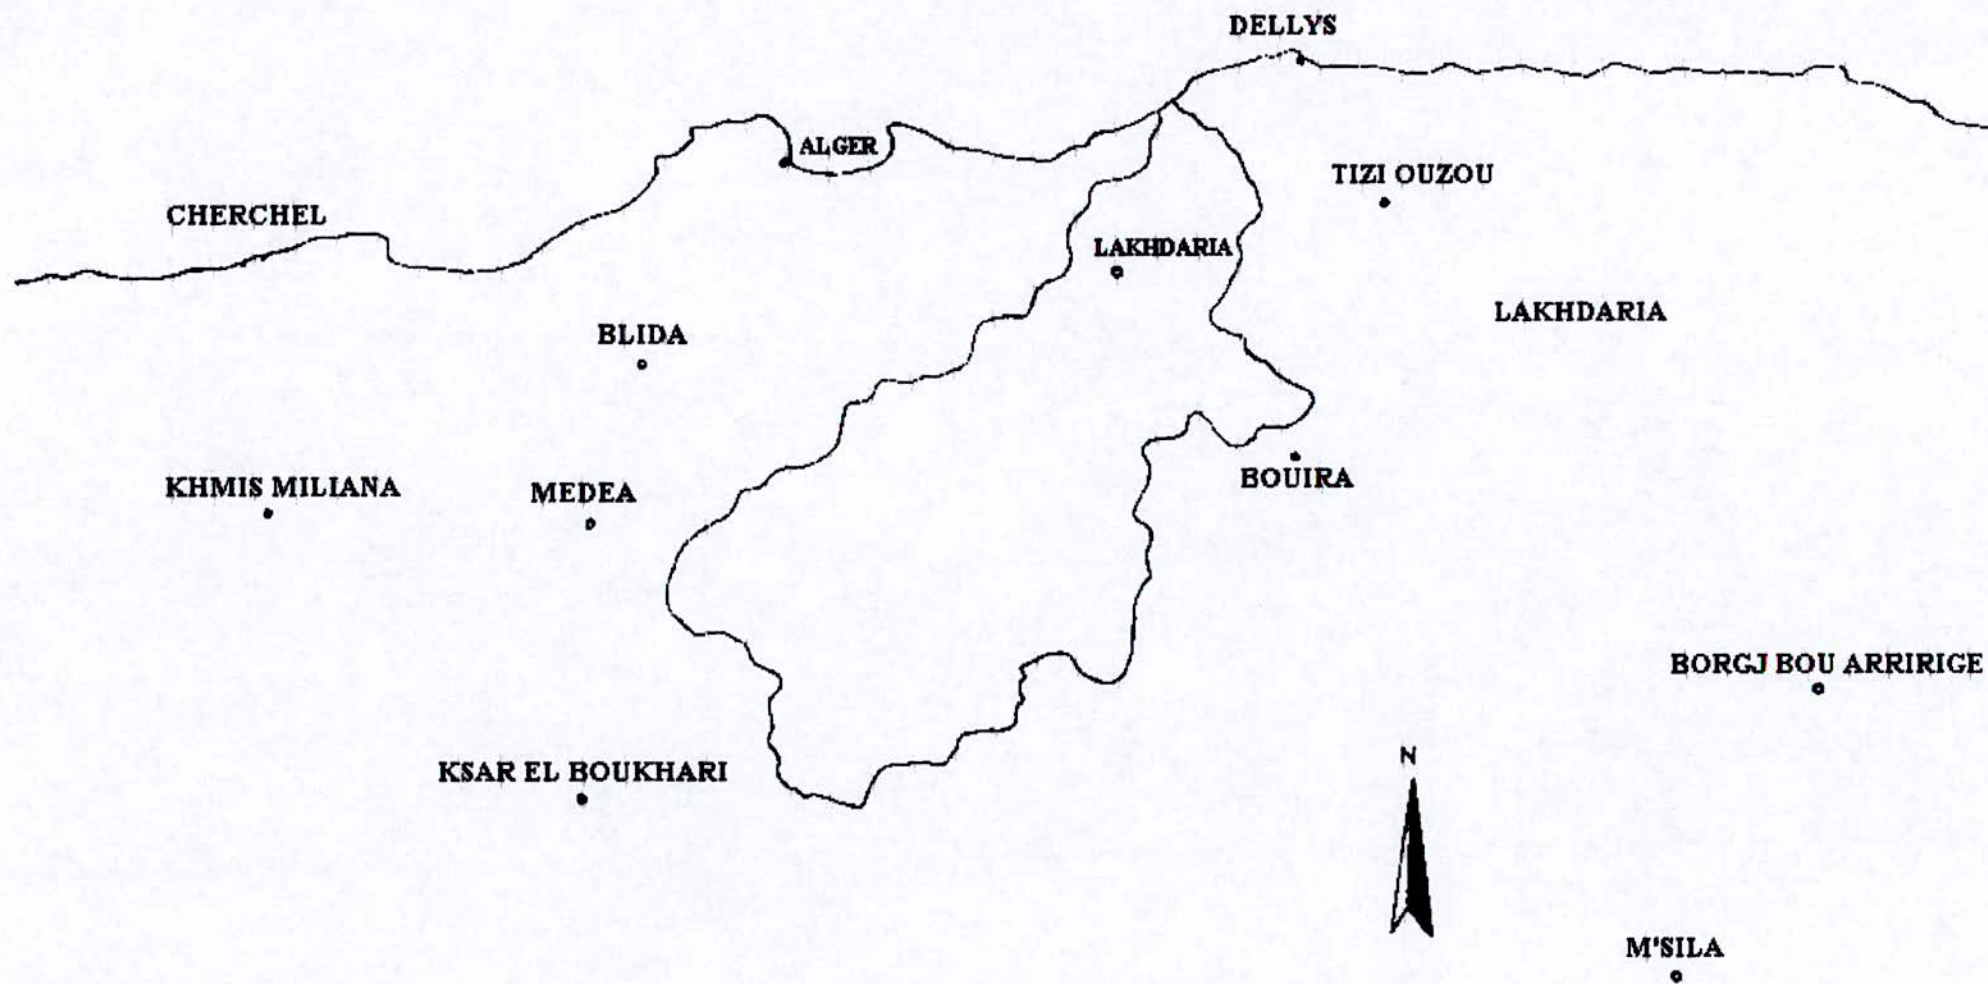 DELLYS
ALGER
TIZI OUZOU
CHERCHEL
LAKHDARIA
LAKHDARIA
BLIDA
BOUIRA
KHMIS MILIANA
MEDEA
BORGJ BOU ARRIRIGE
N
KSAR EL BOUKHARI
M'SILA